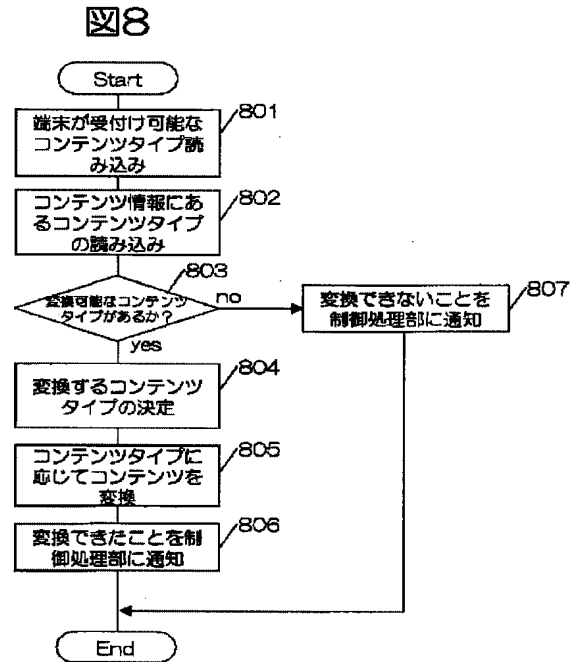 図8
Start
端末が受付け可能な
コンテンツタイプ読
み込み
801
コンテンツ情報にあ
るコンテンツタイプ
の読み込み
802
変換可能なコンテンツ
タイプがあるか？
803
no
yes
変換できないことを
制御処理部に通知
807
変換するコンテンツ
タイプの決定
804
コンテンツタイプに
応じてコンテンツを
変換
805
変換できたことを制
御処理部に通知
806
End